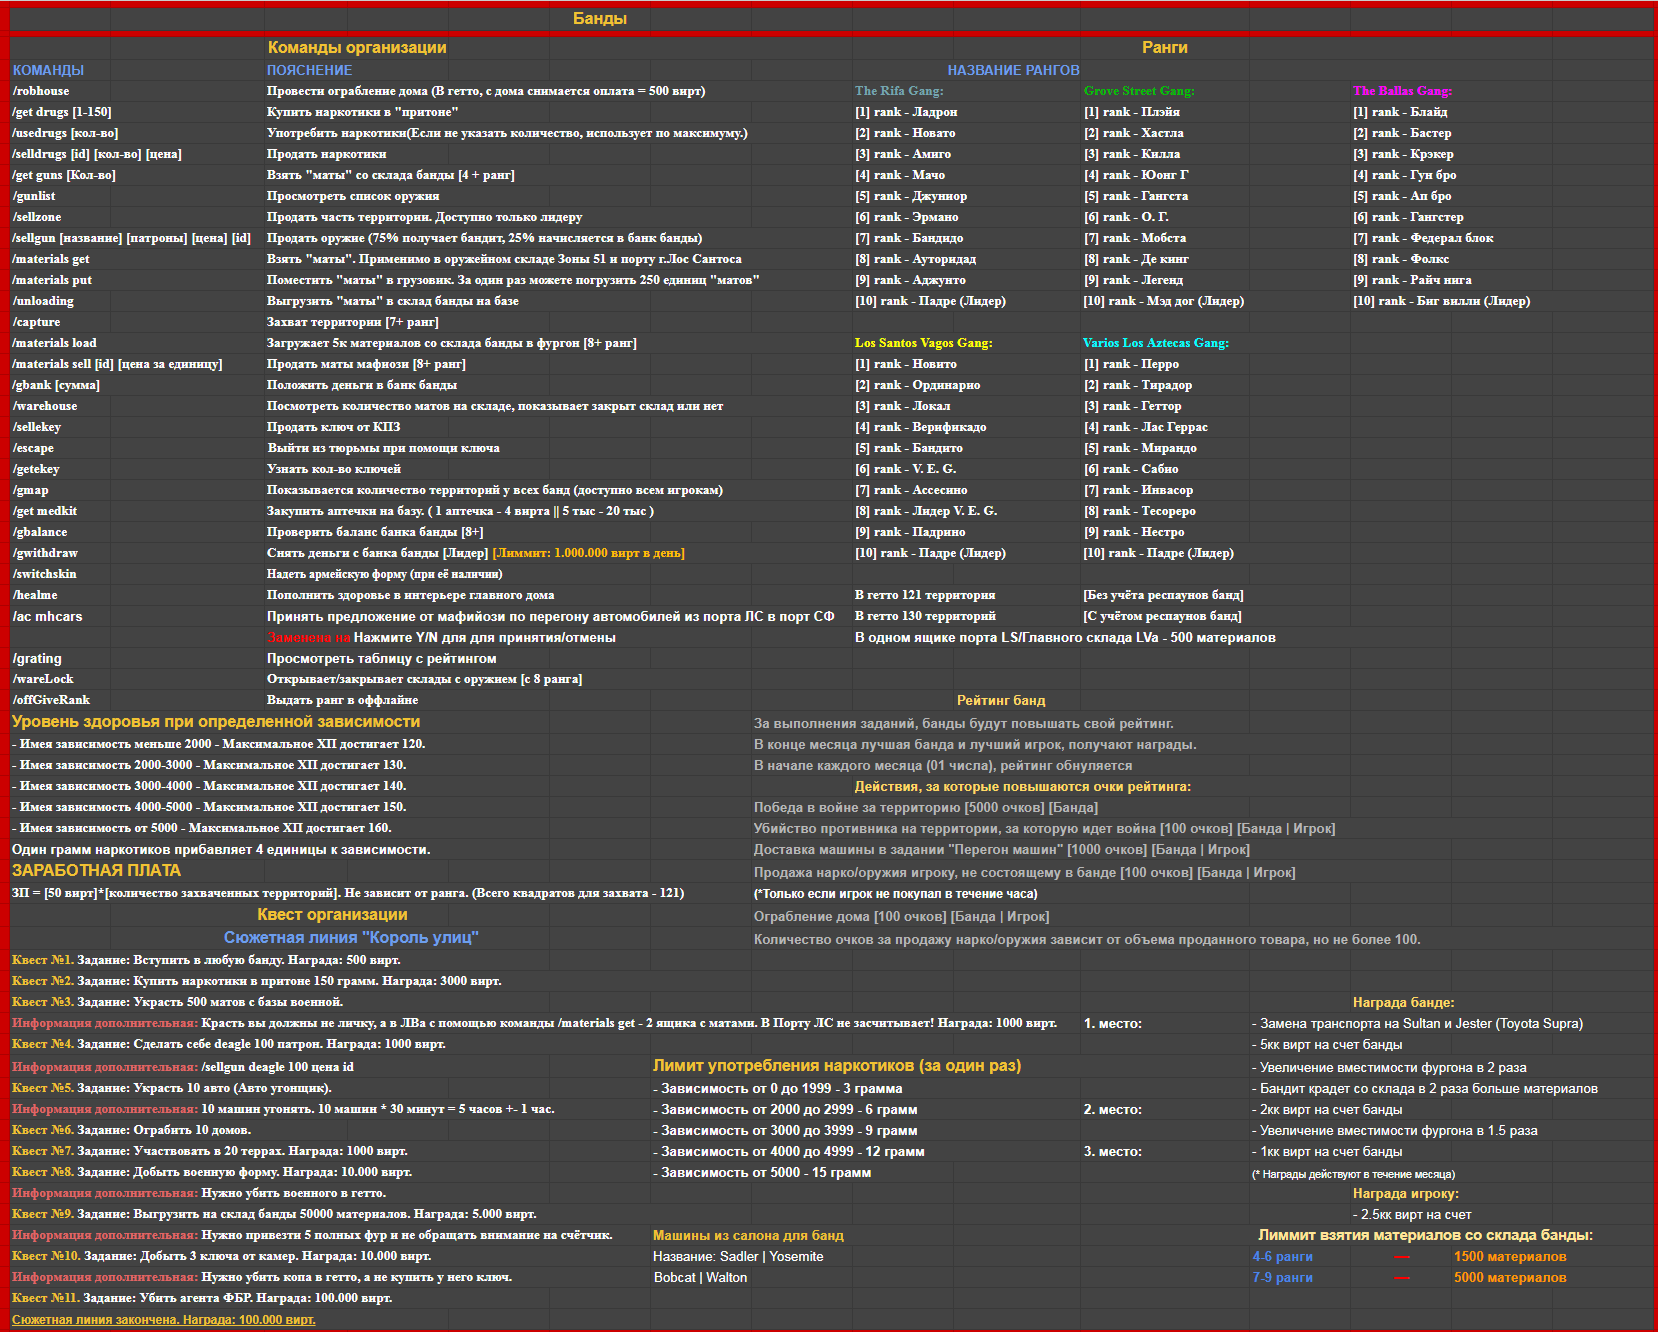 Банды
Команды организации
КОМАНДЫ ПОЯСНЕНИЕ
/robhouse Провести ограбление дома (В гетто, с дома снимается оплата = 500 вирт)
/get drugs [1-150] Купить наркотики в "притоне"
/usedrugs [кол-во] Употребить наркотики(Если не указать количество, использует по максимуму.)
/selldrugs [id] [кол-во] [цена] Продать наркотики
/get guns [Кол-во] Взять "маты" со склада банды [4 + ранг]
/gunlist Просмотреть список оружия
/sellzone Продать часть территории. Доступно только лидеру
/sellgun [название] [патроны] [цена] [id] Продать оружие (75% получает бандит, 25% начисляется в банк банды)
/materials get Взять "маты". Применимо в оружейном складе Зоны 51 и порту г.Лос Сантоса
/materials put Поместить "маты" в грузовик. За один раз можете погрузить 250 единиц "матов"
/unloading Выгрузить "маты" в склад банды на базе
/capture Захват территории [7+ ранг]
/materials load Загружает 5к материалов со склада банды в фургон [8+ ранг]
/materials sell [id] [цена за единицу] Продать маты мафиози [8+ ранг]
/gbank [сумма] Положить деньги в банк банды
/warehouse Посмотреть количество матов на складе, показывает закрыт склад или нет
/sellekey Продать ключ от КПЗ
/escape Выйти из тюрьмы при помощи ключа
/getekey Узнать кол-во ключей
/gmap Показывается количество территорий у всех банд (доступно всем игрокам)
/get medkit Закупить аптечки на базу. ( 1 аптечка - 4 вирта || 5 тыс - 20 тыс )
/gbalance Проверить баланс банка банды [8+]
/gwithdraw Снять деньги с банка банды [Лидер] [Лиммит: 1.000.000 вирт в день]
/switchskin Надеть армейскую форму (при её наличии)
/healme Пополнить здоровье в интерьере главного дома
/ac mhcars Принять предложение от мафийози по перегону автомобилей из порта ЛС в порт СФ
Заменена на Нажмите Y/N для для принятия/отмены
/grating Просмотреть таблицу с рейтингом
/wareLock Открывает/закрывает склады с оружием [с 8 ранга]
/offGiveRank Выдать ранг в оффлайне
Ранги
НАЗВАНИЕ РАНГОВ
The Rifa Gang:
[1] rank - Ладрон
[2] rank - Новато
[3] rank - Амиго
[4] rank - Мачо
[5] rank - Джуниор
[6] rank - Эрмано
[7] rank - Бандидо
[8] rank - Ауторидад
[9] rank - Аджунто
[10] rank - Падре (Лидер)
Grove Street Gang:
[1] rank - Плэйя
[2] rank - Хастла
[3] rank - Килла
[4] rank - Юонг Г
[5] rank - Гангста
[6] rank - О. Г.
[7] rank - Мобста
[8] rank - Де кинг
[9] rank - Легенд
[10] rank - Мэд дог (Лидер)
The Ballas Gang:
[1] rank - Блайд
[2] rank - Бастер
[3] rank - Крэкер
[4] rank - Гун бро
[5] rank - Ап бро
[6] rank - Гангстер
[7] rank - Федерал блок
[8] rank - Фолкс
[9] rank - Райч нига
[10] rank - Биг вилли (Лидер)
Los Santos Vagos Gang:
[1] rank - Новито
[2] rank - Ординарио
[3] rank - Локал
[4] rank - Верификадо
[5] rank - Бандито
[6] rank - V. E. G.
[7] rank - Ассесино
[8] rank - Лидер V. E. G.
[9] rank - Падрино
[10] rank - Падре (Лидер)
Varios Los Aztecas Gang:
[1] rank - Перро
[2] rank - Тирадор
[3] rank - Геттор
[4] rank - Лас Геррас
[5] rank - Мирандо
[6] rank - Сабио
[7] rank - Инвасор
[8] rank - Тесореро
[9] rank - Нестро
[10] rank - Падре (Лидер)
В гетто 121 территория [Без учёта респаунов банд]
В гетто 130 территорий [С учётом респаунов банд]
В одном ящике порта LS/Главного склада LVa - 500 материалов
Уровень здоровья при определенной зависимости
- Имея зависимость меньше 2000 - Максимальное ХП достигает 120.
- Имея зависимость 2000-3000 - Максимальное ХП достигает 130.
- Имея зависимость 3000-4000 - Максимальное ХП достигает 140.
- Имея зависимость 4000-5000 - Максимальное ХП достигает 150.
- Имея зависимость от 5000 - Максимальное ХП достигает 160.
Один грамм наркотиков прибавляет 4 единицы к зависимости.
ЗАРАБОТНАЯ ПЛАТА
ЗП = [50 вирт]*[количество захваченных территорий]. Не зависит от ранга. (Всего квадратов для захвата - 121)
Рейтинг банд
За выполнения заданий, банды будут повышать свой рейтинг.
В конце месяца лучшая банда и лучший игрок, получают награды.
В начале каждого месяца (01 числа), рейтинг обнуляется
Действия, за которые повышаются очки рейтинга:
Победа в войне за территорию [5000 очков] [Банда]
Убийство противника на территории, за которую идет война [100 очков] [Банда | Игрок]
Доставка машины в задании "Перегон машин" [1000 очков] [Банда | Игрок]
Продажа нарко/оружия игроку, не состоящему в банде [100 очков] [Банда | Игрок]
(*Только если игрок не покупал в течение часа)
Ограбление дома [100 очков] [Банда | Игрок]
Количество очков за продажу нарко/оружия зависит от объема проданного товара, но не более 100.
Квест организации
Сюжетная линия "Король улиц"
Квест №1. Задание: Вступить в любую банду. Награда: 500 вирт.
Квест №2. Задание: Купить наркотики в притоне 150 грамм. Награда: 3000 вирт.
Квест №3. Задание: Украсть 500 матов с базы военной.
Информация дополнительная: Красть вы должны не личку, а в ЛВа с помощью команды /materials get - 2 ящика с матами. В Порту ЛС не засчитывает! Награда: 1000 вирт.
Квест №4. Задание: Сделать себе deagle 100 патрон. Награда: 1000 вирт.
Информация дополнительная: /sellgun deagle 100 цена id
Квест №5. Задание: Украсть 10 авто (Авто угонщик).
Информация дополнительная: 10 машин угонять. 10 машин * 30 минут = 5 часов +- 1 час.
Квест №6. Задание: Ограбить 10 домов.
Квест №7. Задание: Участвовать в 20 террах. Награда: 1000 вирт.
Квест №8. Задание: Добыть военную форму. Награда: 10.000 вирт.
Информация дополнительная: Нужно убить военного в гетто.
Квест №9. Задание: Выгрузить на склад банды 50000 материалов. Награда: 5.000 вирт.
Информация дополнительная: Нужно привезти 5 полных фур и не обращать внимание на счётчик.
Квест №10. Задание: Добыть 3 ключа от камер. Награда: 10.000 вирт.
Информация дополнительная: Нужно убить копа в гетто, а не купить у него ключ.
Квест №11. Задание: Убить агента ФБР. Награда: 100.000 вирт.
Сюжетная линия закончена. Награда: 100.000 вирт.
Лимит употребления наркотиков (за один раз)
- Зависимость от 0 до 1999 - 3 грамма
- Зависимость от 2000 до 2999 - 6 грамм
- Зависимость от 3000 до 3999 - 9 грамм
- Зависимость от 4000 до 4999 - 12 грамм
- Зависимость от 5000 - 15 грамм
Машины из салона для банд
Название: Sadler | Yosemite
Bobcat | Walton
Награда банде:
1. место: - Замена транспорта на Sultan и Jester (Toyota Supra)
- 5кк вирт на счет банды
- Увеличение вместимости фургона в 2 раза
- Бандит крадет со склада в 2 раза больше материалов
2. место: - 2кк вирт на счет банды
- Увеличение вместимости фургона в 1.5 раза
3. место: - 1кк вирт на счет банды
(* Награды действуют в течение месяца)
Награда игроку:
- 2.5кк вирт на счет
Лиммит взятия материалов со склада банды:
4-6 ранги — 1500 материалов
7-9 ранги — 5000 материалов